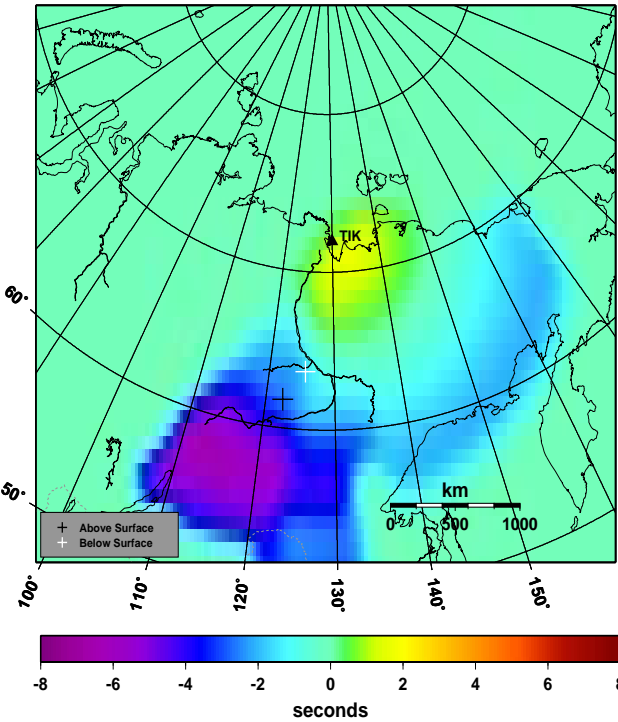 TIK
60°
50°
km
0 500 1000
Above Surface
Below Surface
100° 110° 120° 130° 140° 150°
-8 -6 -4 -2 0 2 4 6 8
seconds